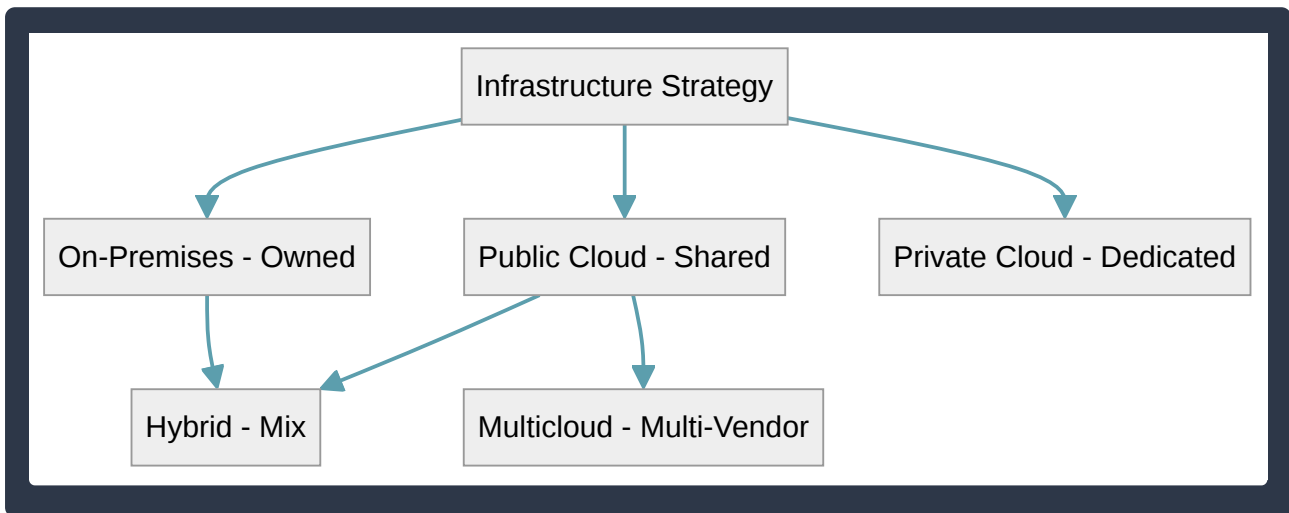 Infrastructure Strategy
On-Premises - Owned
Public Cloud - Shared
Private Cloud - Dedicated
Hybrid - Mix
Multicloud - Multi-Vendor